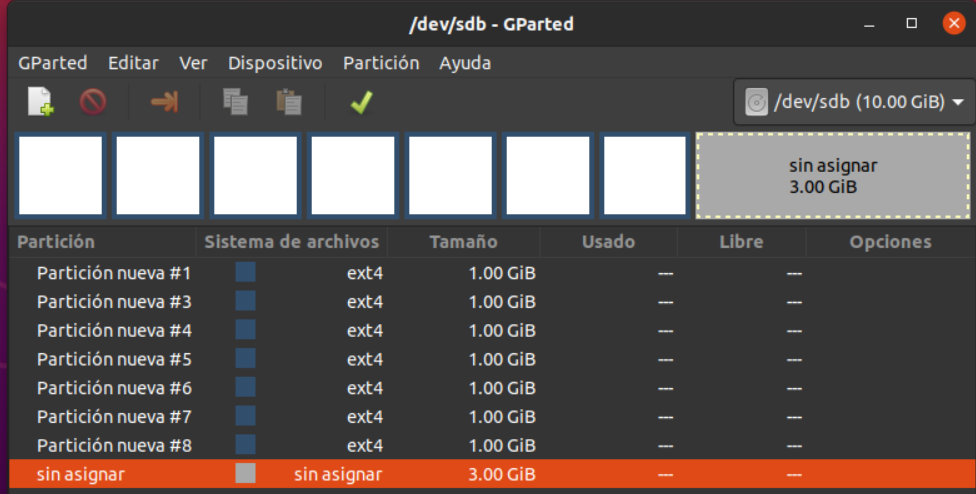 /dev/sdb - GParted
GParted Editar Ver Dispositivo Partición Ayuda
/dev/sdb (10.00 GiB)
sin asignar
3.00 GiB
Partición Sistema de archivos Tamaño Usado Libre Opciones
Partición nueva #1 ext4 1.00 GiB --- ---
Partición nueva #3 ext4 1.00 GiB --- ---
Partición nueva #4 ext4 1.00 GiB --- ---
Partición nueva #5 ext4 1.00 GiB --- ---
Partición nueva #6 ext4 1.00 GiB --- ---
Partición nueva #7 ext4 1.00 GiB --- ---
Partición nueva #8 ext4 1.00 GiB --- ---
sin asignar sin asignar 3.00 GiB --- ---